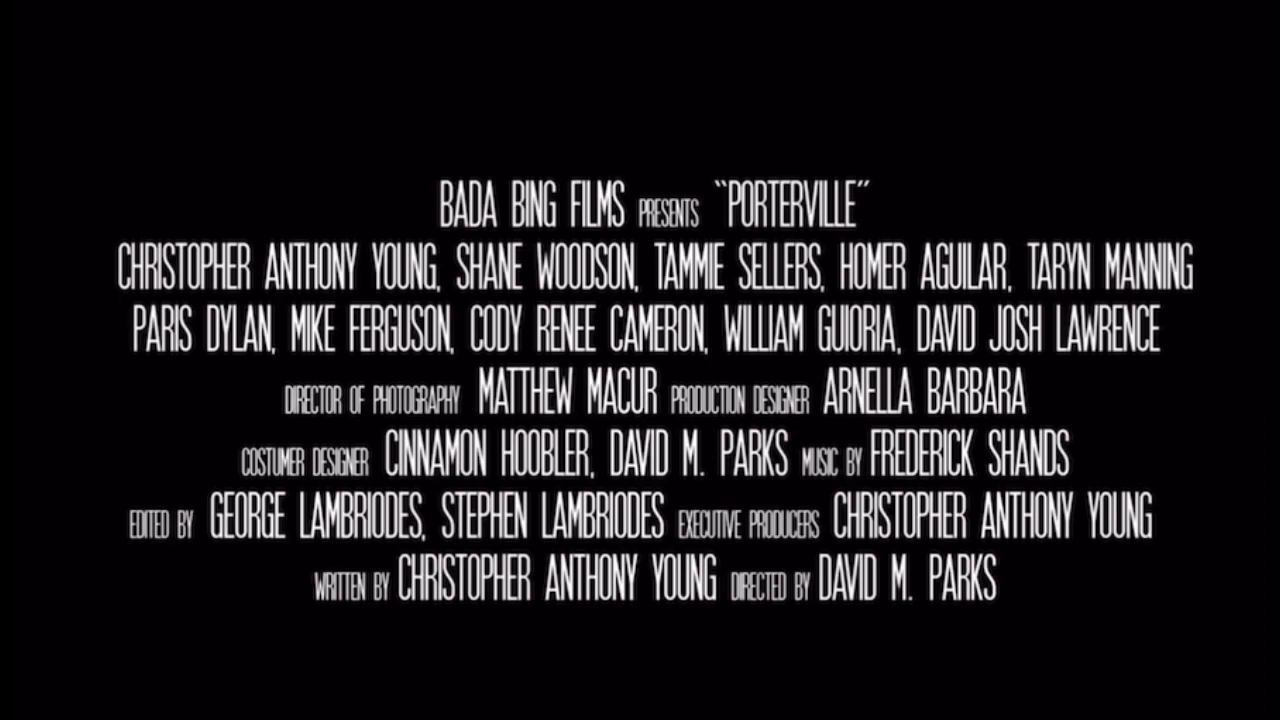 BADA BING FILMS PRESENTS "PORTERVILLE"
CHRISTOPHER ANTHONY YOUNG, SHANE WOODSON, TAMMIE SELLERS, HOMER AGUILAR, TARYN MANNING
PARIS DYLAN, MIKE FERGUSON, CODY RENEE CAMERON, WILLIAM GUIORIA, DAVID JOSH LAWRENCE
DIRECTOR OF PHOTOGRAPHY MATTHEW MACUR PRODUCTION DESIGNER ARNELLA BARBARA
COSTUMER DESIGNER CINNAMON HOOBLER, DAVID M. PARKS MUSIC BY FREDERICK SHANDS
EDITED BY GEORGE LAMBRIODES, STEPHEN LAMBRIODES EXECUTIVE PRODUCERS CHRISTOPHER ANTHONY YOUNG
WRITTEN BY CHRISTOPHER ANTHONY YOUNG DIRECTED BY DAVID M. PARKS